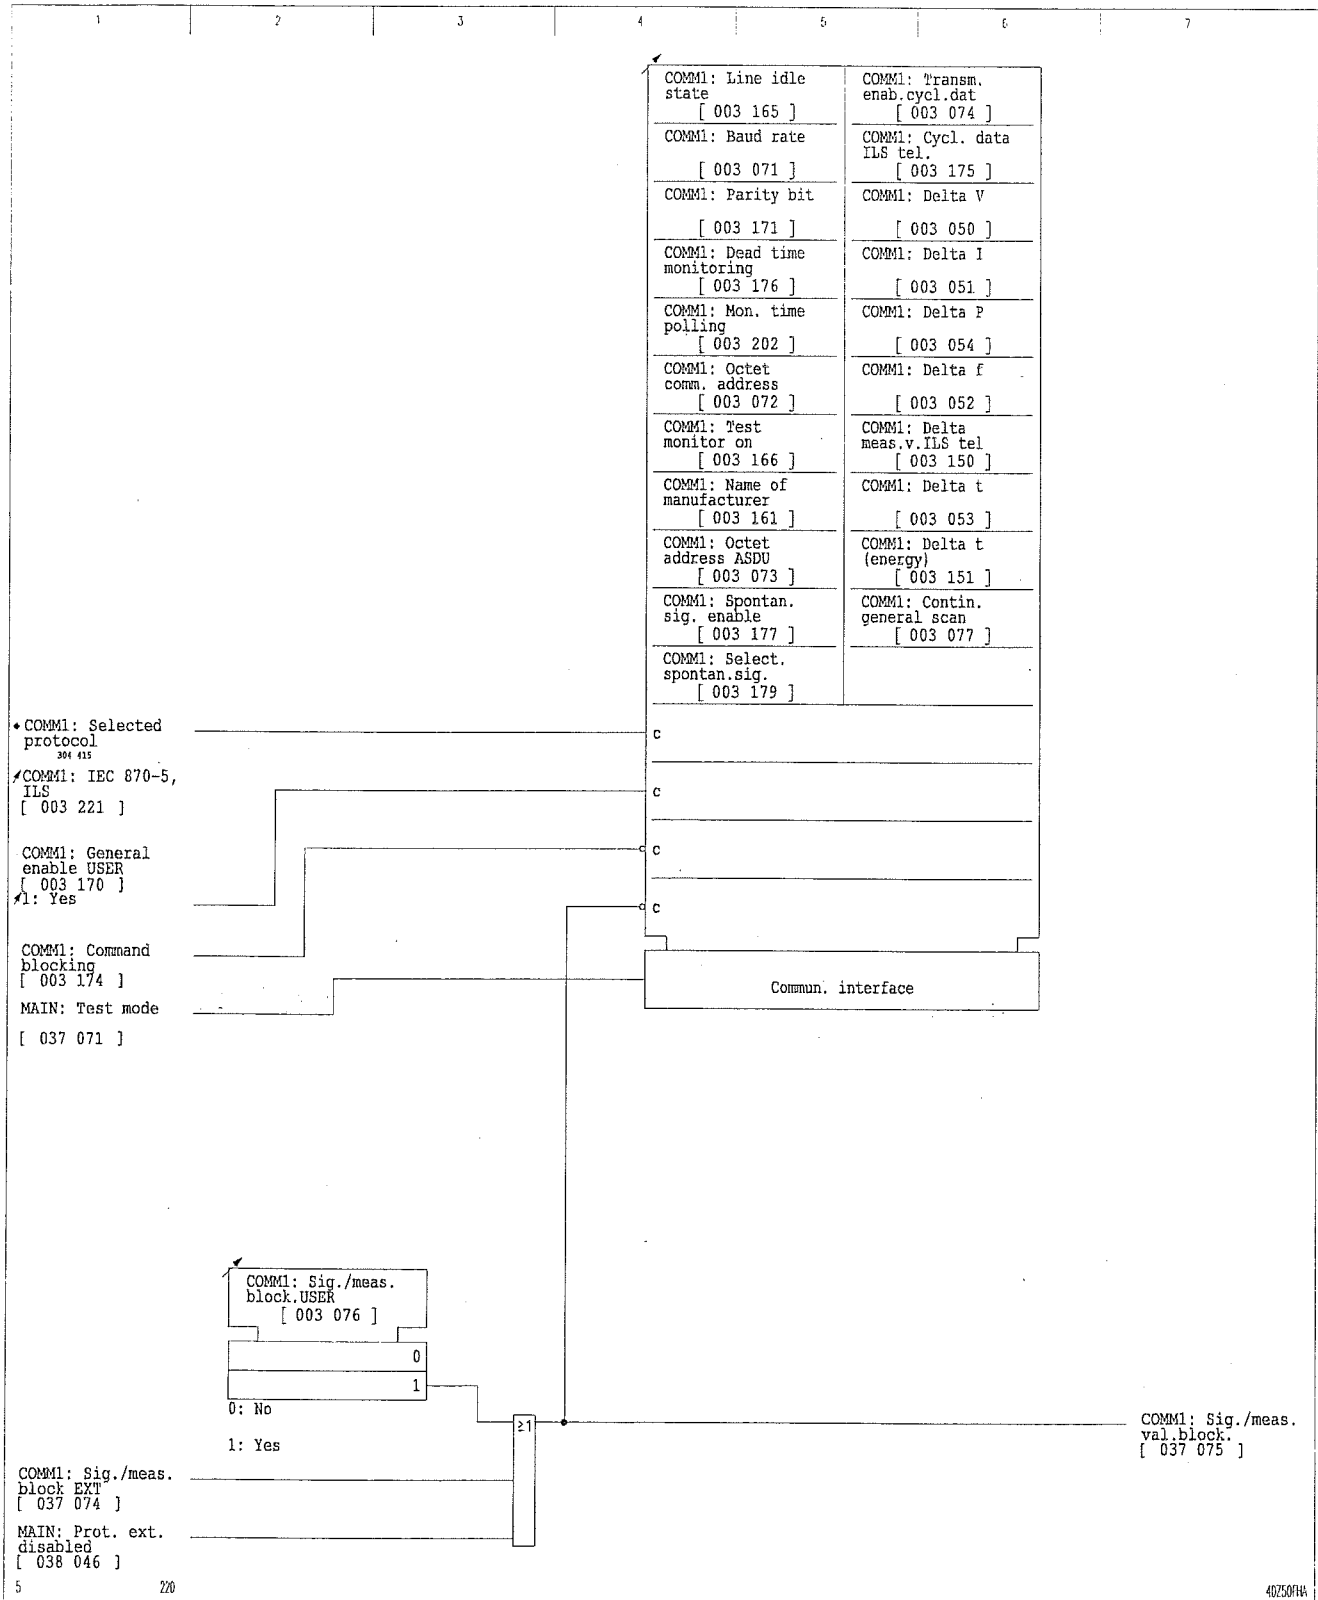 1 2 3 4 5 6 7
COMM1: Line idle
state
[ 003 165 ]
COMM1: Baud rate
[ 003 071 ]
COMM1: Parity bit
[ 003 171 ]
COMM1: Dead time
monitoring
[ 003 176 ]
COMM1: Mon. time
polling
[ 003 202 ]
COMM1: Octet
comm. address
[ 003 072 ]
COMM1: Test
monitor on
[ 003 166 ]
COMM1: Name of
manufacturer
[ 003 161 ]
COMM1: Octet
address ASDU
[ 003 073 ]
COMM1: Spontan.
sig. enable
[ 003 177 ]
COMM1: Select.
spontan.sig.
[ 003 179 ]
COMM1: Transm.
enab.cycl.dat
[ 003 074 ]
COMM1: Cycl. data
ILS tel.
[ 003 175 ]
COMM1: Delta V
[ 003 050 ]
COMM1: Delta I
[ 003 051 ]
COMM1: Delta P
[ 003 054 ]
COMM1: Delta f
[ 003 052 ]
COMM1: Delta
meas.v.ILS tel
[ 003 150 ]
COMM1: Delta t
[ 003 053 ]
COMM1: Delta t
(energy)
[ 003 151 ]
COMM1: Contin.
general scan
[ 003 077 ]
COMM1: Selected
protocol
304 415
COMM1: IEC 870-5,
ILS
[ 003 221 ]
COMM1: General
enable USER
[ 003 170 ]
1: Yes
COMM1: Command
blocking
[ 003 174 ]
MAIN: Test mode
[ 037 071 ]
C
C
C
C
Commun. interface
COMM1: Sig./meas.
block.USER
[ 003 076 ]
0
1
0: No
1: Yes
≥1
COMM1: Sig./meas.
block EXT
[ 037 074 ]
MAIN: Prot. ext.
disabled
[ 038 046 ]
COMM1: Sig./meas.
val.block.
[ 037 075 ]
5 220
40Z50FHA